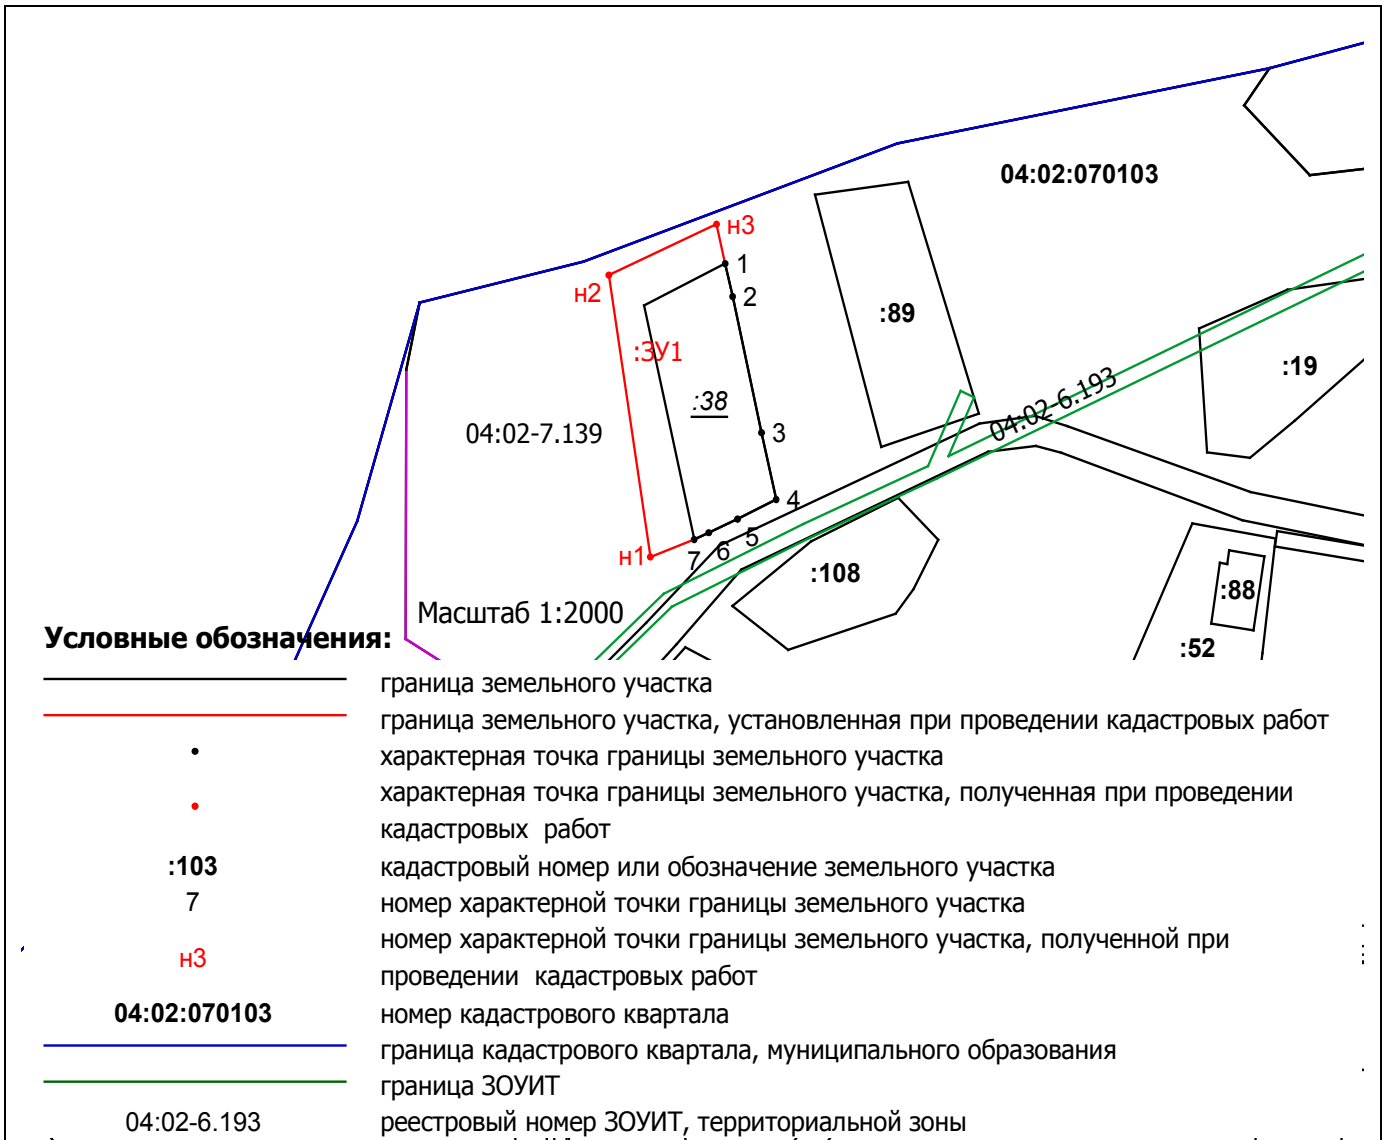 04:02:070103
н3
1
н2
2
:89
:ЗУ1
:19
:38
04:02-6.193
04:02-7.139
3
4
5
6
7
н1
:108
:88
Масштаб 1:2000
Условные обозначения:
:52
граница земельного участка
граница земельного участка, установленная при проведении кадастровых работ
характерная точка границы земельного участка
характерная точка границы земельного участка, полученная при проведении
кадастровых работ
:103 кадастровый номер или обозначение земельного участка
7 номер характерной точки границы земельного участка
н3 номер характерной точки границы земельного участка, полученной при
проведении кадастровых работ
04:02:070103 номер кадастрового квартала
граница кадастрового квартала, муниципального образования
граница ЗОУИТ
04:02-6.193 реестровый номер ЗОУИТ, территориальной зоны